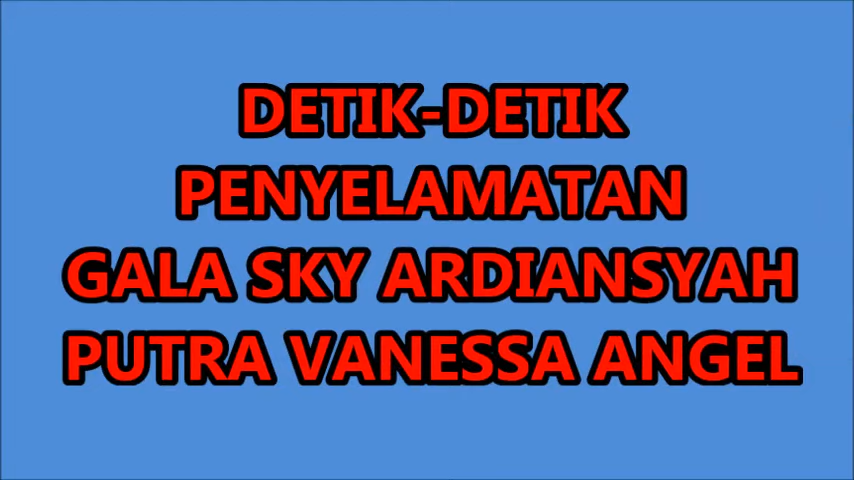 DETIK-DETIK
PENYELAMATAN
GALA SKY ARDIANSYAH
PUTRA VANESSA ANGEL